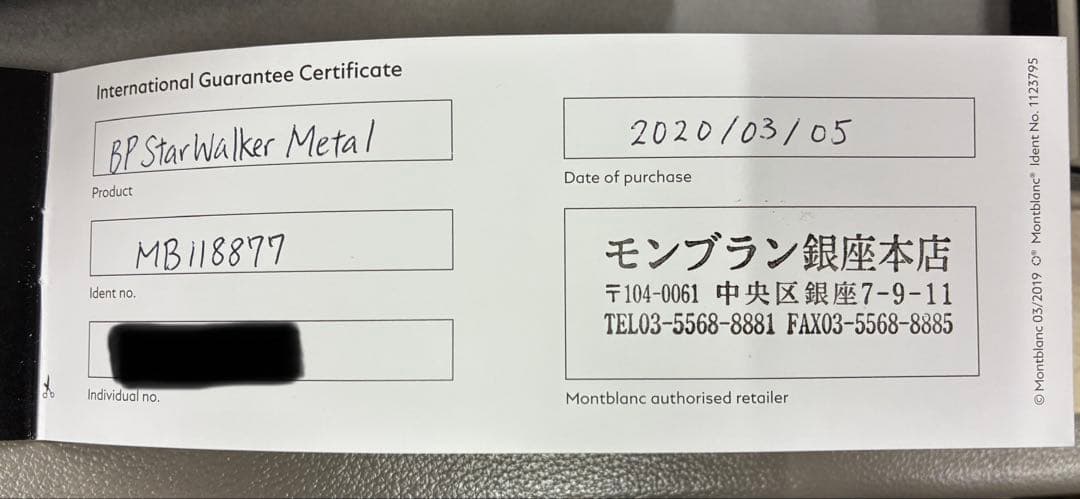 International Guarantee Certificate
BP StarWalker Metal
Product
MB118877
Ident no.
Individual no.
2020/03/05
Date of purchase
モンブラン銀座本店
〒104-0061 中央区銀座7-9-11
TEL03-5568-8881 FAX03-5568-8885
Montblanc authorised retailer
© Montblanc 03/2019 Montblanc® Ident No. 1123795